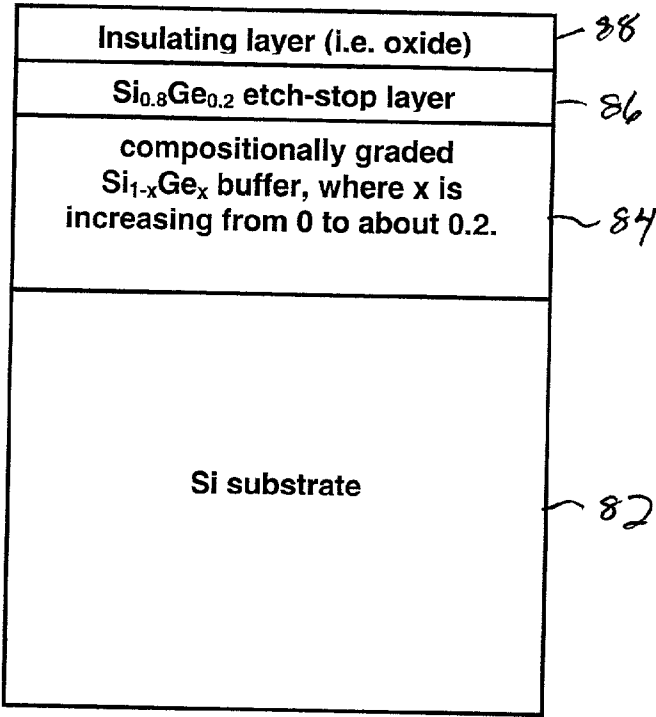 Insulating layer (i.e. oxide)
88
Si0.8Ge0.2 etch-stop layer
86
compositionally graded
Si1-xGex buffer, where x is
increasing from 0 to about 0.2.
84
Si substrate
82